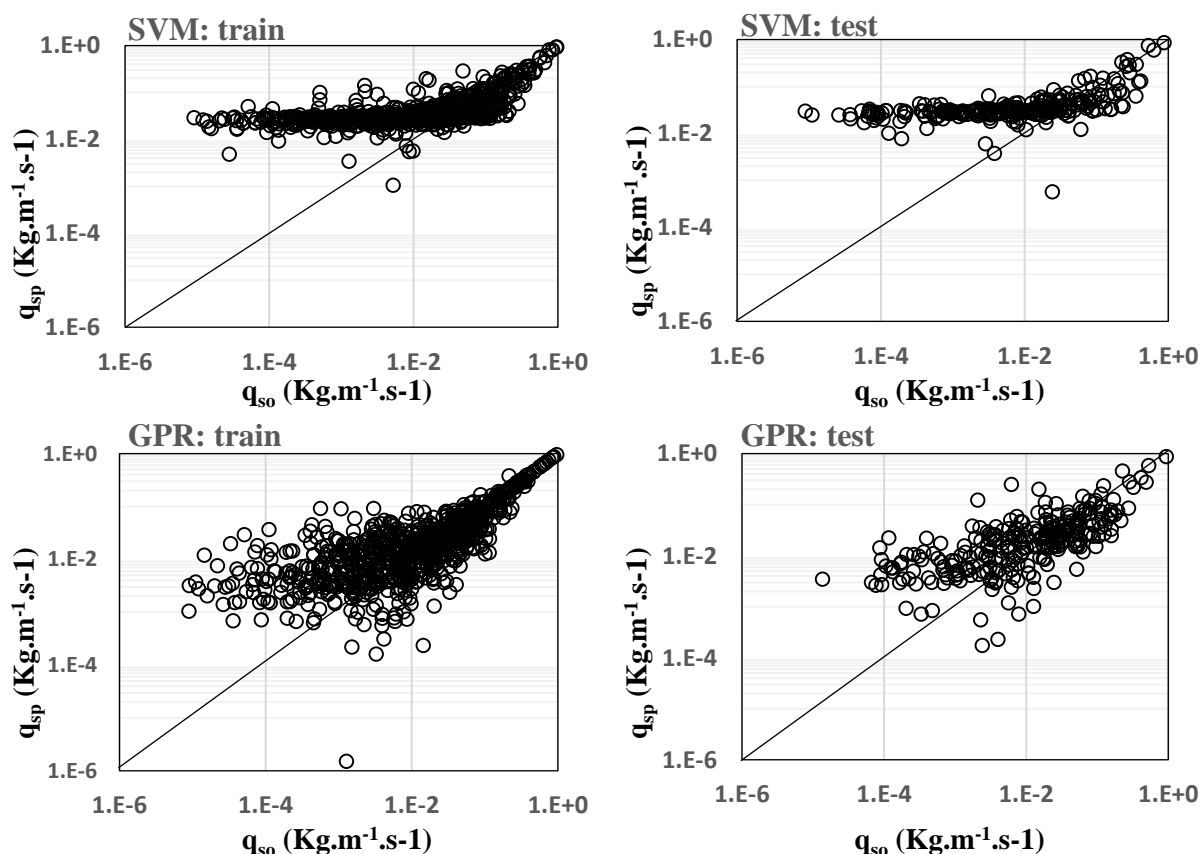 SVM: train
1.E+0
1.E-2
1.E-4
1.E-6
q_sp (Kg.m⁻¹.s-1)
1.E-6 1.E-4 1.E-2 1.E+0
q_so (Kg.m⁻¹.s-1)
SVM: test
1.E+0
1.E-2
1.E-4
1.E-6
q_sp (Kg.m⁻¹.s-1)
1.E-6 1.E-4 1.E-2 1.E+0
q_so (Kg.m⁻¹.s-1)
GPR: train
1.E+0
1.E-2
1.E-4
1.E-6
q_sp (Kg.m⁻¹.s-1)
1.E-6 1.E-4 1.E-2 1.E+0
q_so (Kg.m⁻¹.s-1)
GPR: test
1.E+0
1.E-2
1.E-4
1.E-6
q_sp (Kg.m⁻¹.s-1)
1.E-6 1.E-4 1.E-2 1.E+0
q_so (Kg.m⁻¹.s-1)